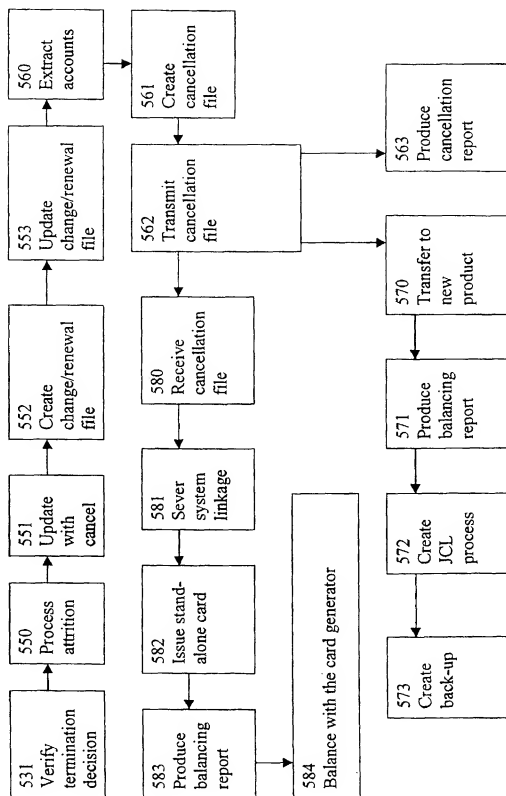 531
Verify
termination
decision
550
Process
attrition
551
Update
with
cancel
552
Create
change/renewal
file
553
Update
change/renewal
file
560
Extract
accounts
561
Create
cancellation
file
562
Transmit
cancellation
file
563
Produce
cancellation
report
580
Receive
cancellation
file
581
Sever
system
linkage
582
Issue stand-
alone card
583
Produce
balancing
report
584
Balance with the card generator
570
Transfer to
new
product
571
Produce
balancing
report
572
Create
JCL
process
573
Create
back-up